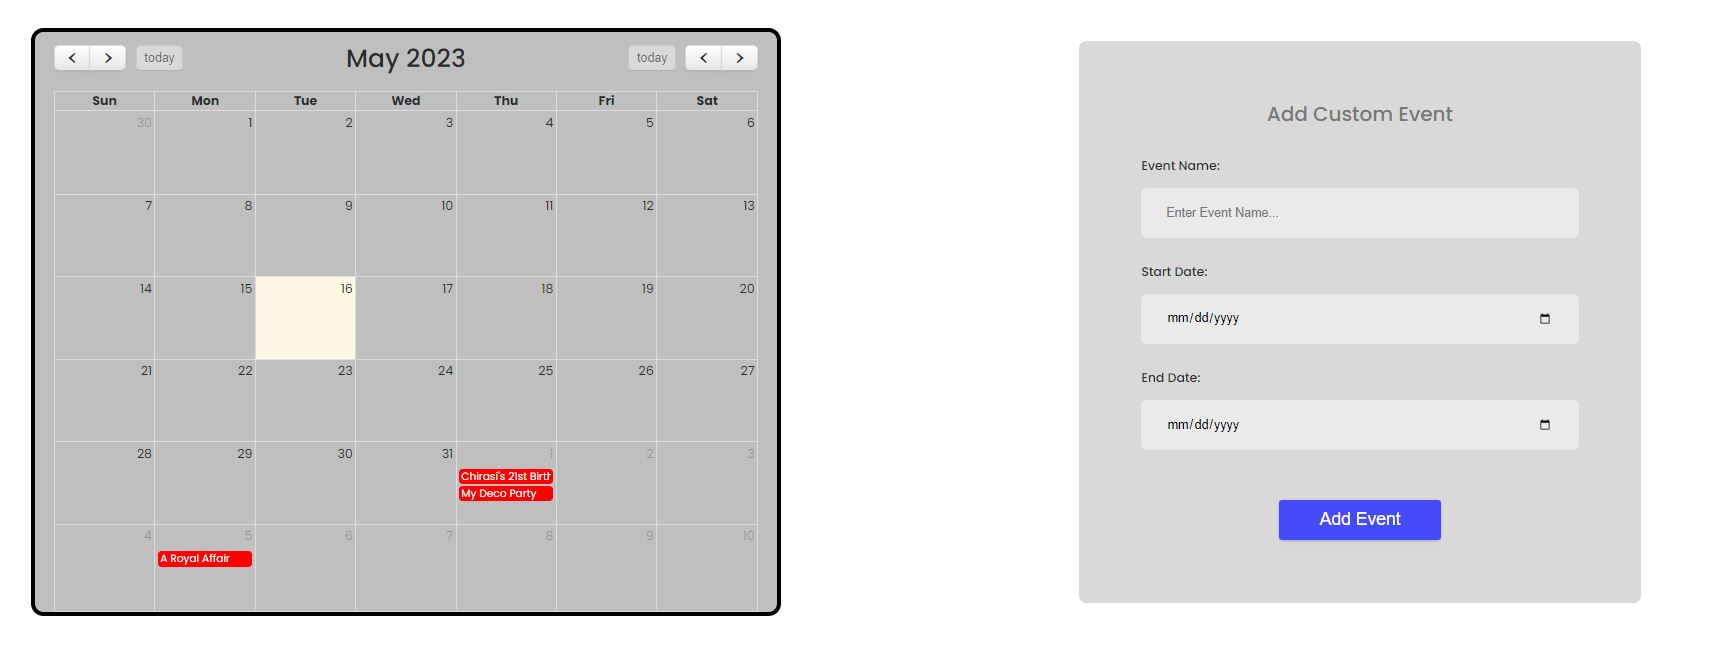 today May 2023 today
Sun Mon Tue Wed Thu Fri Sat
30 1 2 3 4 5 6
7 8 9 10 11 12 13
14 15 16 17 18 19 20
21 22 23 24 25 26 27
28 29 30 31 1 2 3
Chirasi's 21st Birth
My Deco Party
4 5 6 7 8 9 10
A Royal Affair
Add Custom Event
Event Name:
Enter Event Name...
Start Date:
mm/dd/yyyy
End Date:
mm/dd/yyyy
Add Event